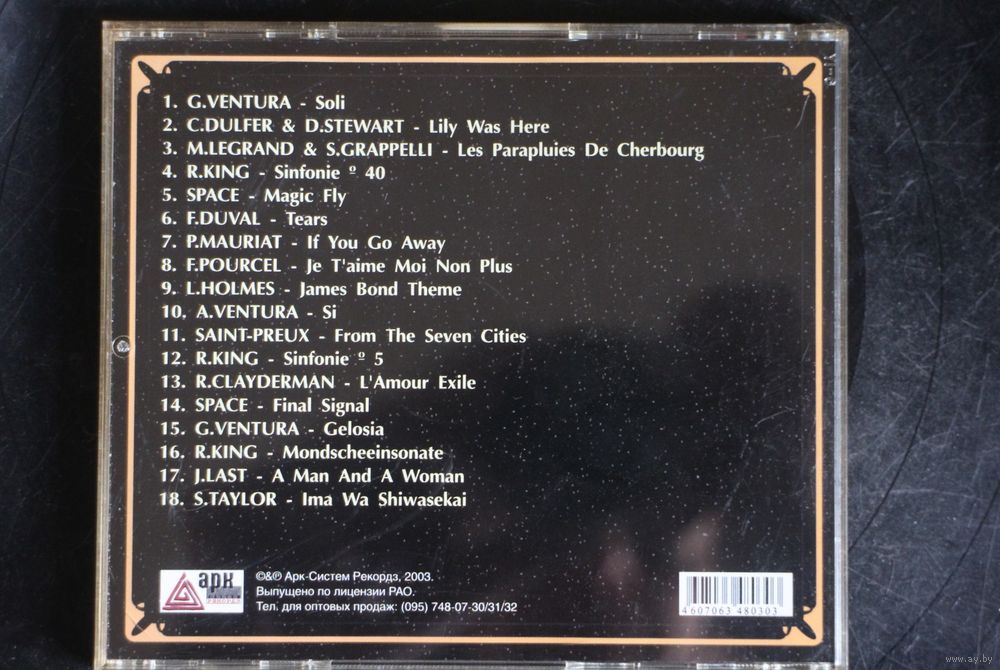 1. G.VENTURA - Soli
2. C.DULFER & D.STEWART - Lily Was Here
3. M.LEGRAND & S.GRAPPELLI - Les Parapluies De Cherbourg
4. R.KING - Sinfonie º 40
5. SPACE - Magic Fly
6. F.DUVAL - Tears
7. P.MAURIAT - If You Go Away
8. F.POURCEL - Je T'aime Moi Non Plus
9. L.HOLMES - James Bond Theme
10. A.VENTURA - Si
11. SAINT-PREUX - From The Seven Cities
12. R.KING - Sinfonie º 5
13. R.CLAYDERMAN - L'Amour Exile
14. SPACE - Final Signal
15. G.VENTURA - Gelosia
16. R.KING - Mondscheeinsonate
17. J.LAST - A Man And A Woman
18. S.TAYLOR - Ima Wa Shiwasekai
арк
©&℗ Арк-Систем Рекордз, 2003.
Выпущено по лицензии РАО.
Тел. для оптовых продаж: (095) 748-07-30/31/32
4607063 480303
www.ay.by